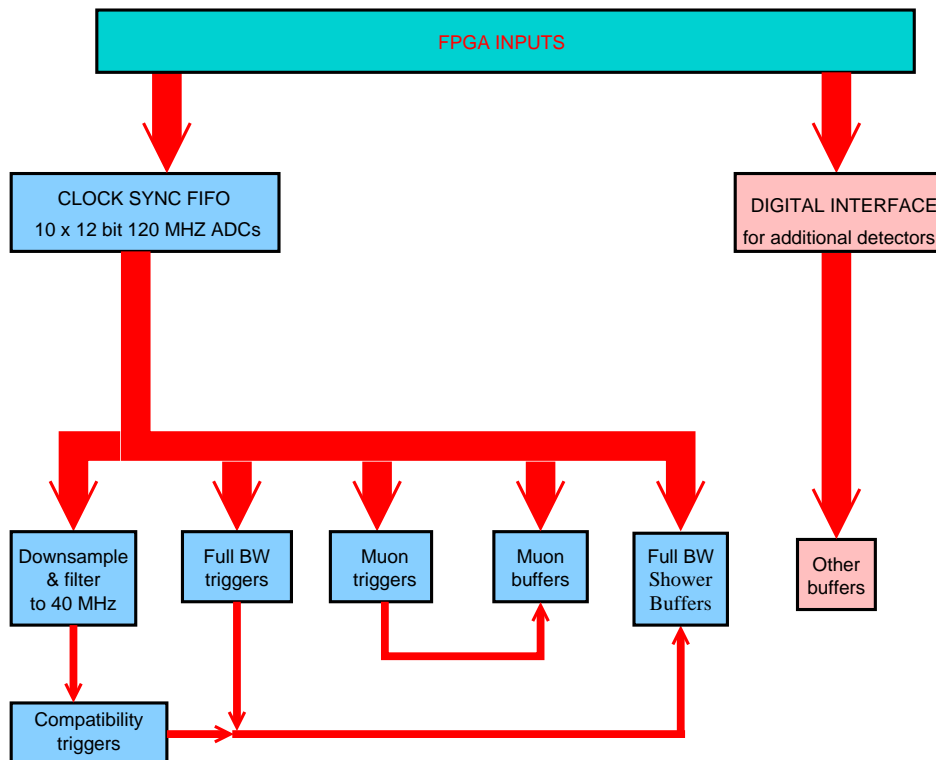 FPGA INPUTS
CLOCK SYNC FIFO
10 x 12 bit 120 MHZ ADCs
DIGITAL INTERFACE
for additional detectors
Downsample
& filter
to 40 MHz
Full BW
triggers
Muon
triggers
Muon
buffers
Full BW
Shower
Buffers
Other
buffers
Compatibility
triggers